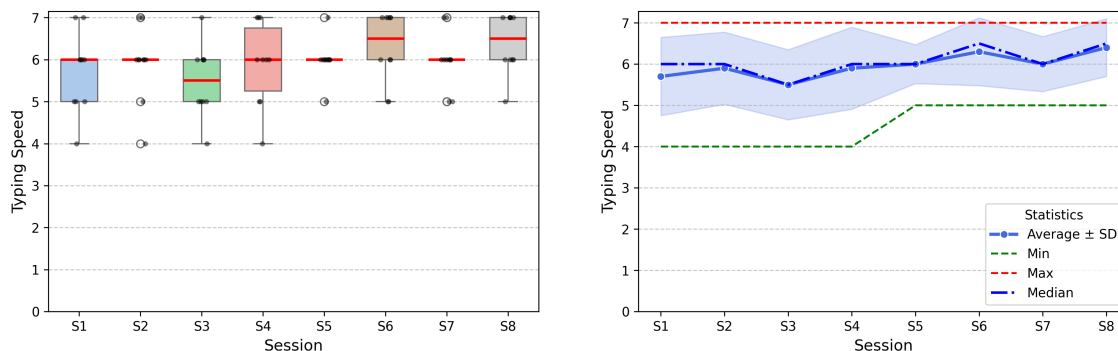 7
6
5
4
3
2
1
0
Typing Speed
S1 S2 S3 S4 S5 S6 S7 S8
Session
7
6
5
4
3
2
1
0
Typing Speed
Statistics
Average ± SD
Min
Max
Median
S1 S2 S3 S4 S5 S6 S7 S8
Session